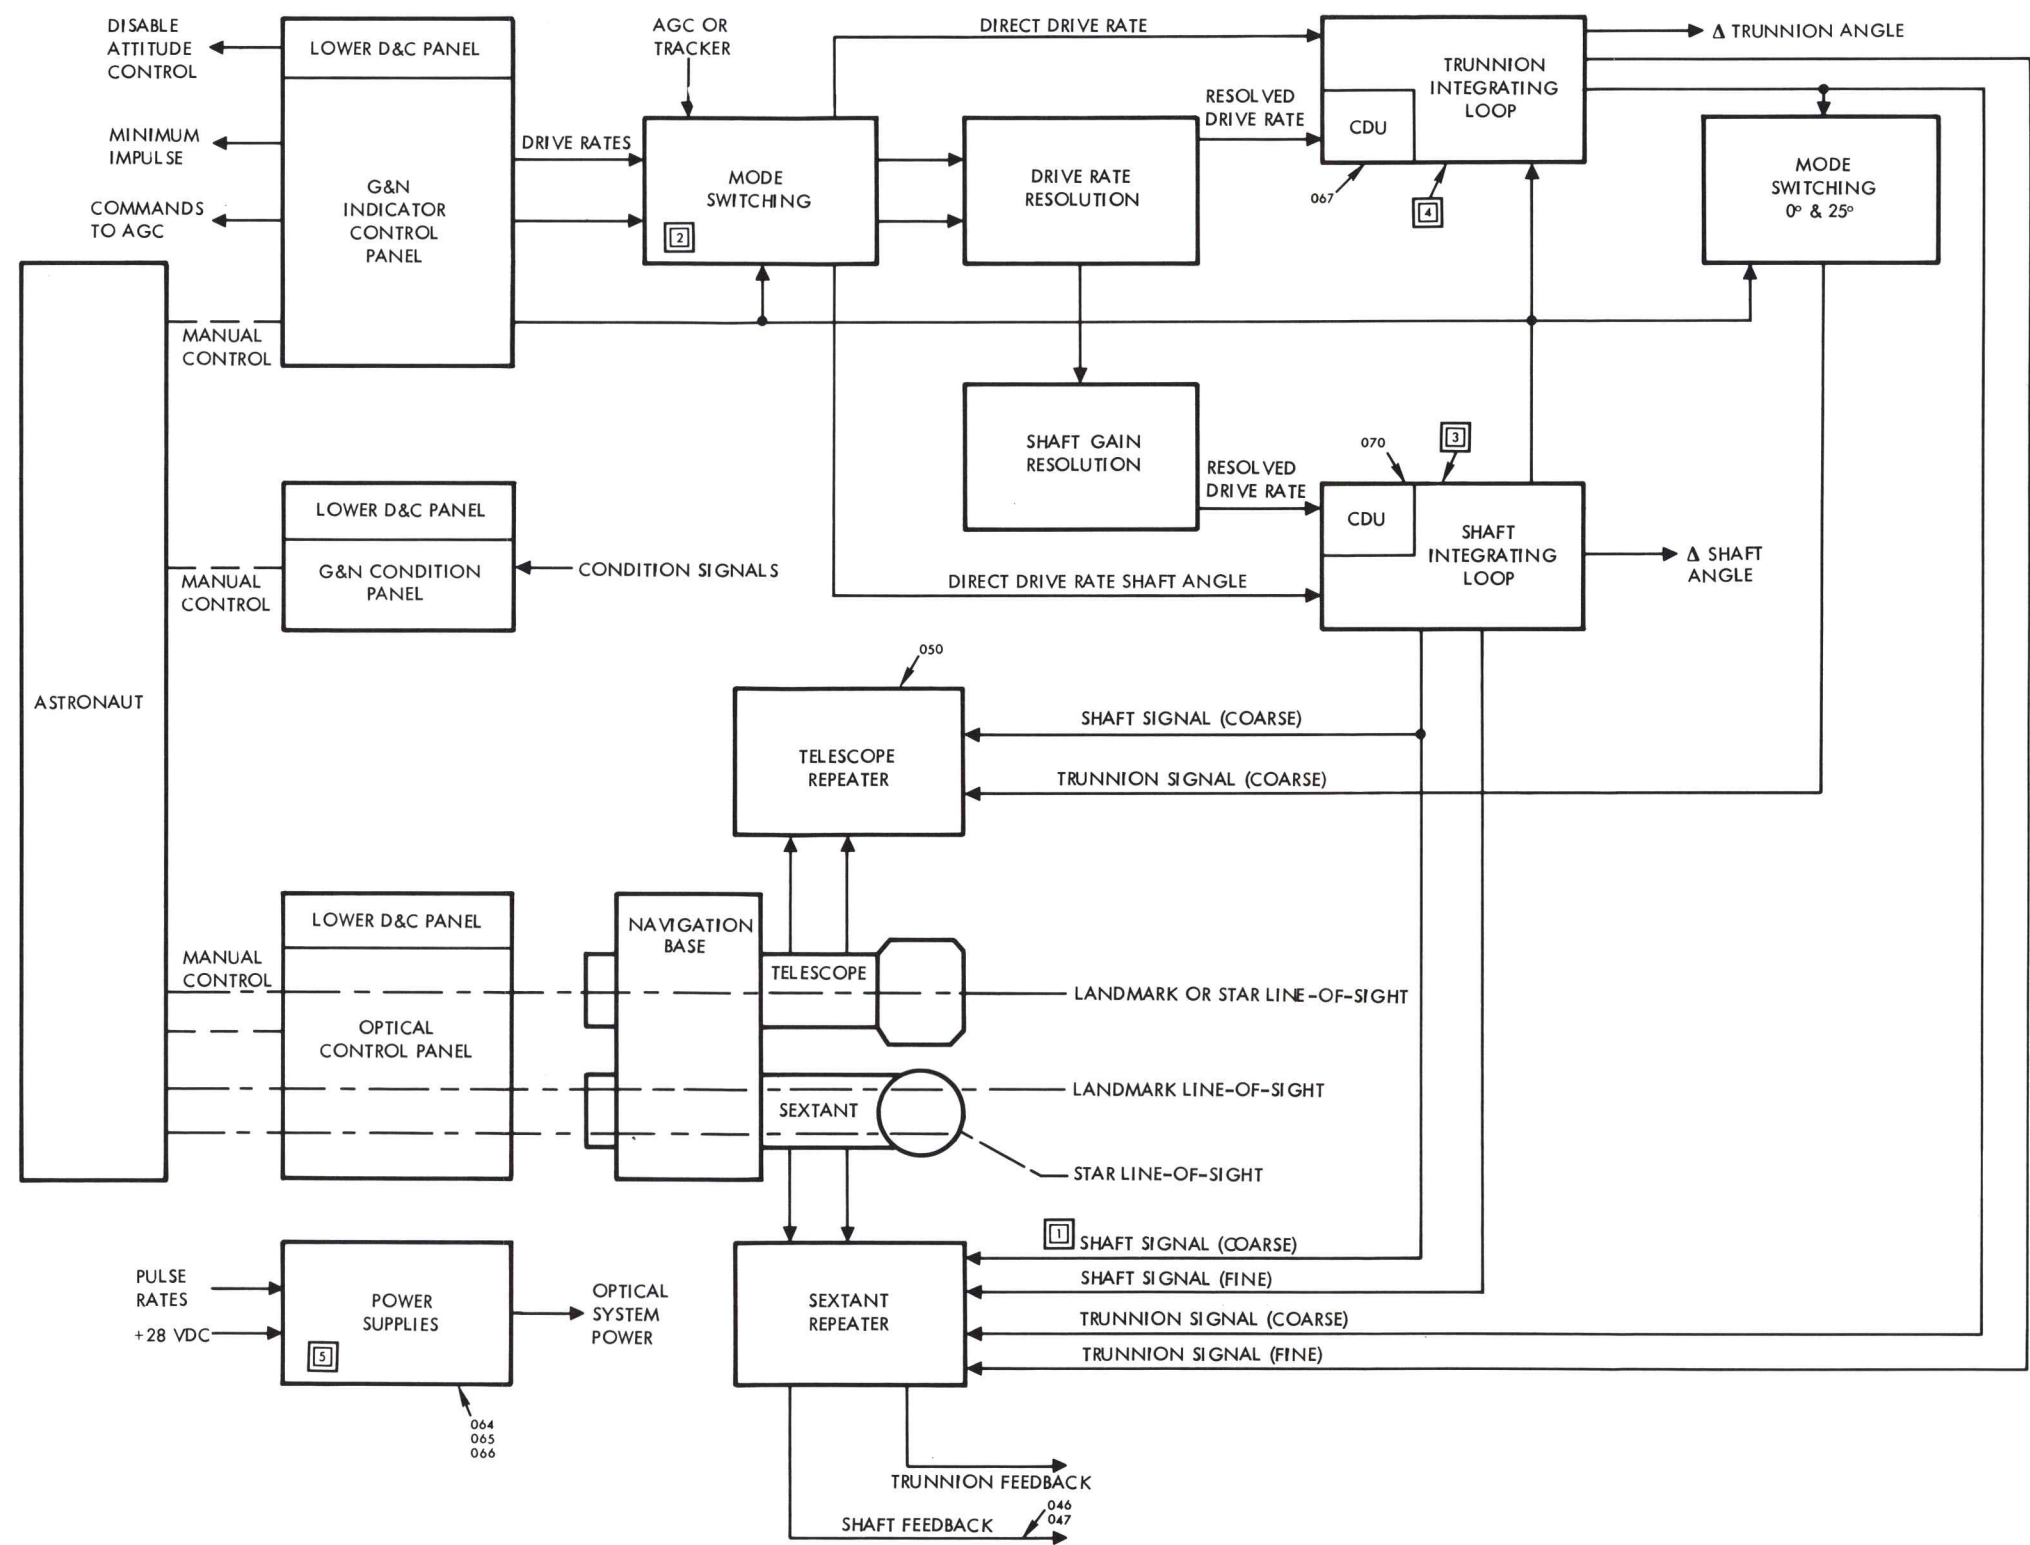 DISABLE
ATTITUDE
CONTROL
LOWER D&C PANEL
MINIMUM
IMPULSE
COMMANDS
TO AGC
G&N
INDICATOR
CONTROL
PANEL
MANUAL
CONTROL
DRIVE RATES
AGC OR
TRACKER
MODE
SWITCHING
2
DIRECT DRIVE RATE
DRIVE RATE
RESOLUTION
RESOLVED
DRIVE RATE
TRUNNION
INTEGRATING
LOOP
CDU
067
4
Δ TRUNNION ANGLE
MODE
SWITCHING
0° & 25°
SHAFT GAIN
RESOLUTION
RESOLVED
DRIVE RATE
070
3
CDU
SHAFT
INTEGRATING
LOOP
Δ SHAFT
ANGLE
DIRECT DRIVE RATE SHAFT ANGLE
LOWER D&C PANEL
G&N CONDITION
PANEL
CONDITION SIGNALS
MANUAL
CONTROL
ASTRONAUT
050
TELESCOPE
REPEATER
SHAFT SIGNAL (COARSE)
TRUNNION SIGNAL (COARSE)
LOWER D&C PANEL
MANUAL
CONTROL
OPTICAL
CONTROL PANEL
NAVIGATION
BASE
TELESCOPE
LANDMARK OR STAR LINE-OF-SIGHT
SEXTANT
LANDMARK LINE-OF-SIGHT
STAR LINE-OF-SIGHT
PULSE
RATES
+28 VDC
POWER
SUPPLIES
5
OPTICAL
SYSTEM
POWER
064
065
066
SEXTANT
REPEATER
1
SHAFT SIGNAL (COARSE)
SHAFT SIGNAL (FINE)
TRUNNION SIGNAL (COARSE)
TRUNNION SIGNAL (FINE)
TRUNNION FEEDBACK
SHAFT FEEDBACK
046
047